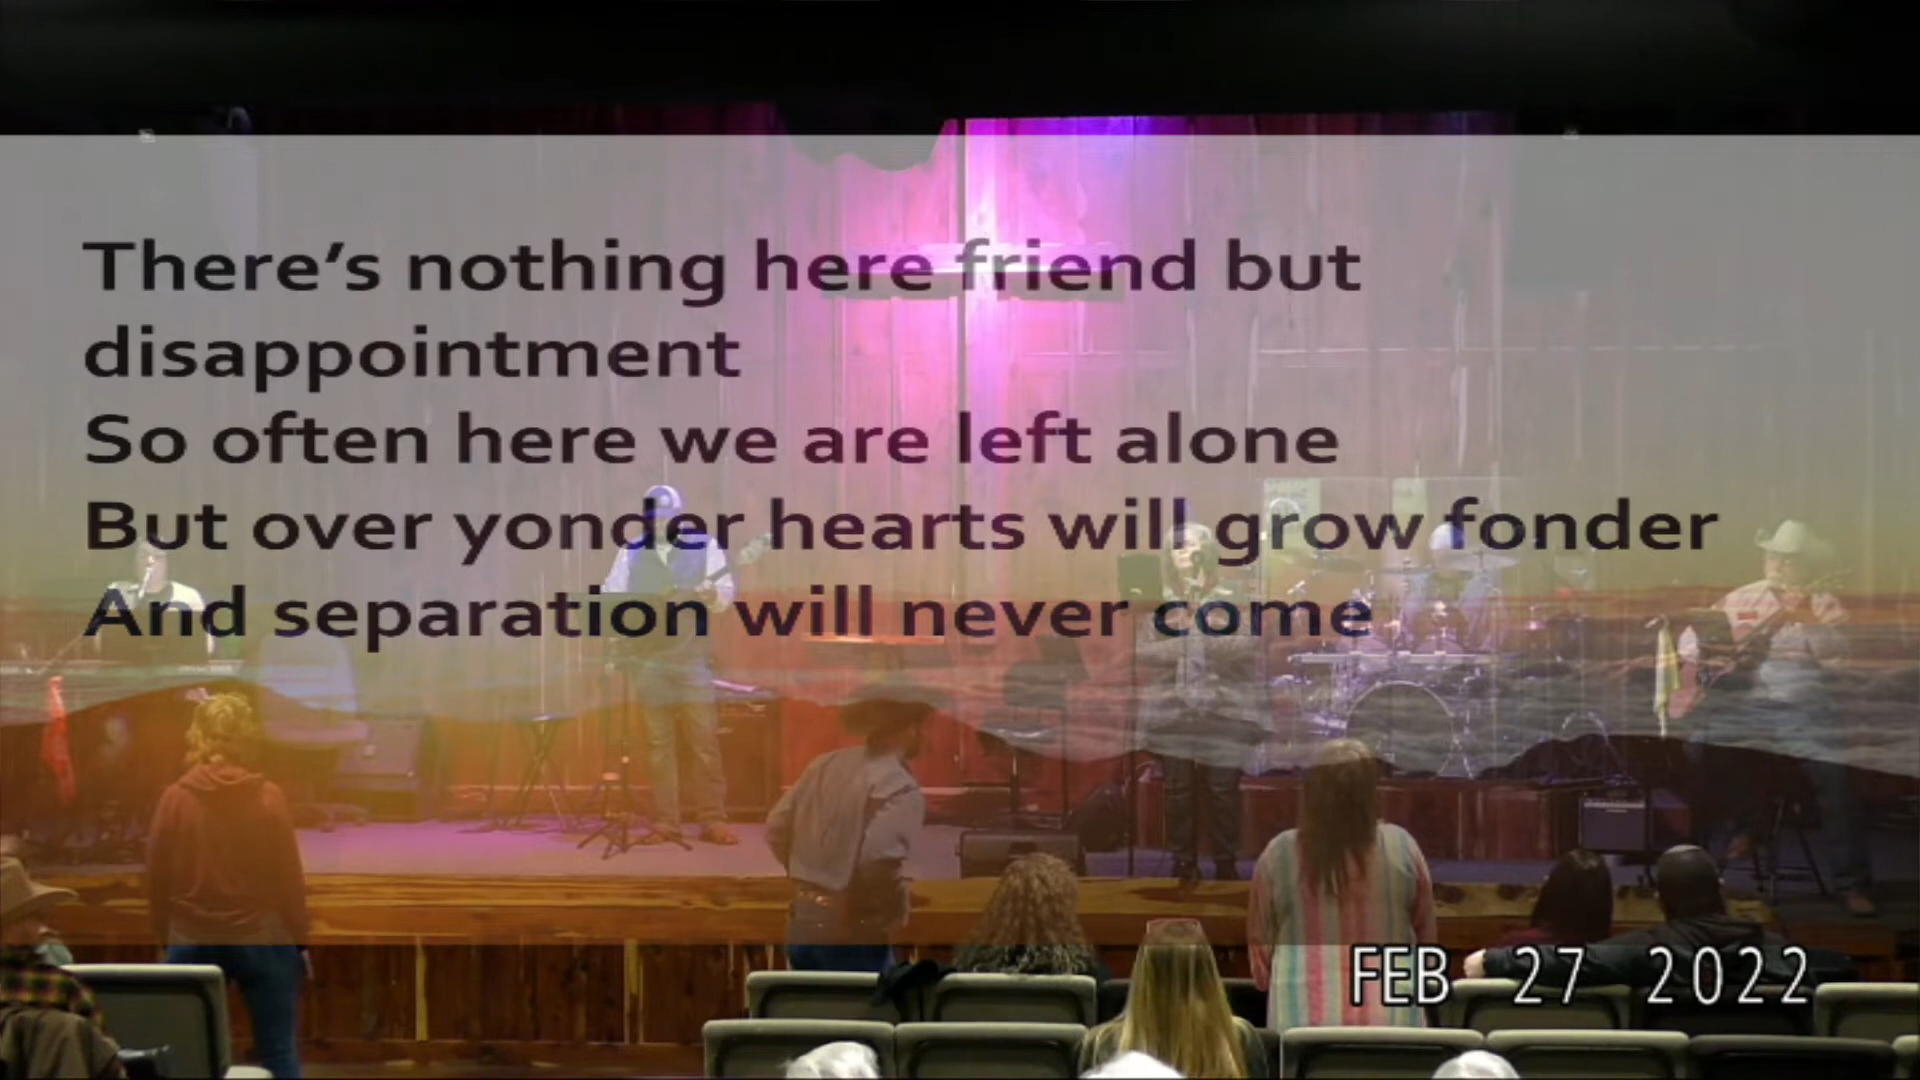 There’s nothing here friend but
disappointment
So often here we are left alone
But over yonder hearts will grow fonder
And separation will never come
FEB 27 2022